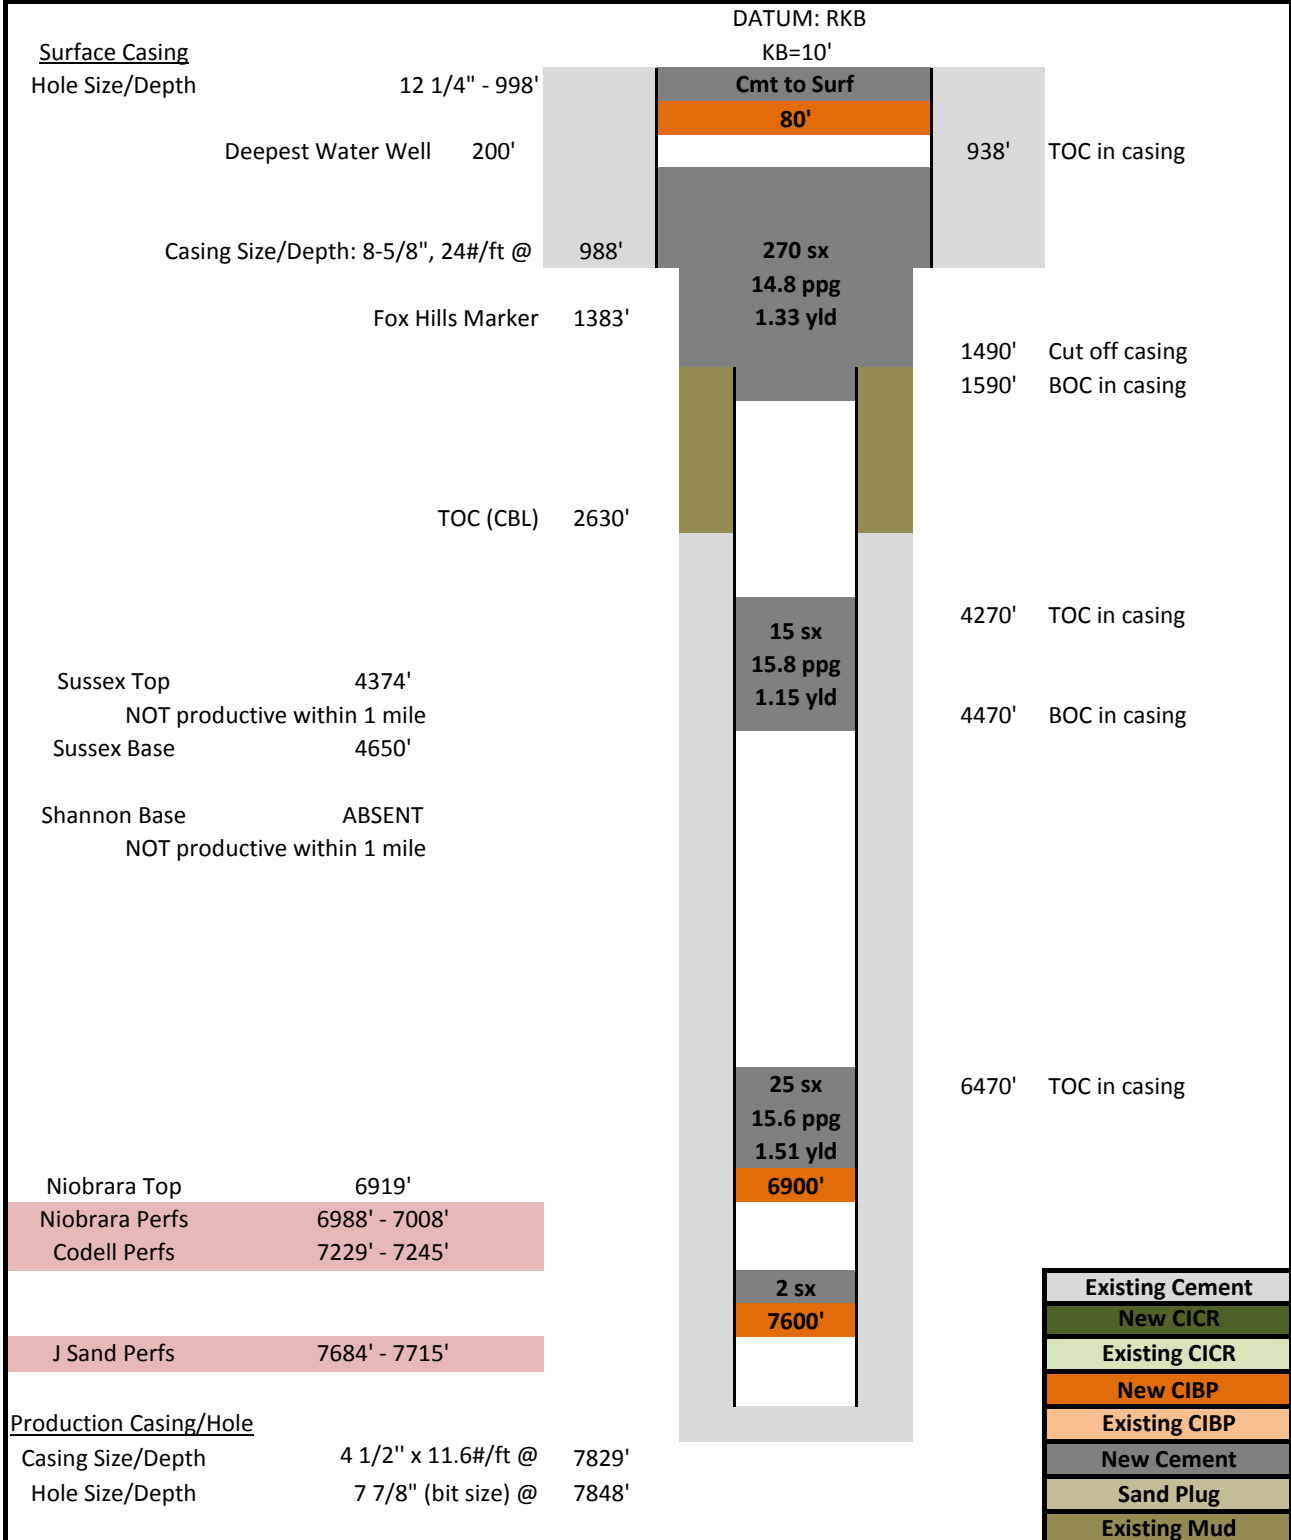 DATUM: RKB
Surface Casing KB=10'
Hole Size/Depth 12 1/4" - 998' Cmt to Surf
80'
Deepest Water Well 200' 938' TOC in casing
Casing Size/Depth: 8-5/8", 24#/ft @ 988' 270 sx
14.8 ppg
Fox Hills Marker 1383' 1.33 yld
1490' Cut off casing
1590' BOC in casing
TOC (CBL) 2630'
4270' TOC in casing
15 sx
15.8 ppg
Sussex Top 4374' 1.15 yld
NOT productive within 1 mile 4470' BOC in casing
Sussex Base 4650'
Shannon Base ABSENT
NOT productive within 1 mile
25 sx 6470' TOC in casing
15.6 ppg
1.51 yld
Niobrara Top 6919' 6900'
Niobrara Perfs 6988' - 7008'
Codell Perfs 7229' - 7245'
2 sx Existing Cement
7600' New CICR
J Sand Perfs 7684' - 7715' Existing CICR
New CIBP
Production Casing/Hole Existing CIBP
Casing Size/Depth 4 1/2'' x 11.6#/ft @ 7829' New Cement
Hole Size/Depth 7 7/8" (bit size) @ 7848' Sand Plug
Existing Mud